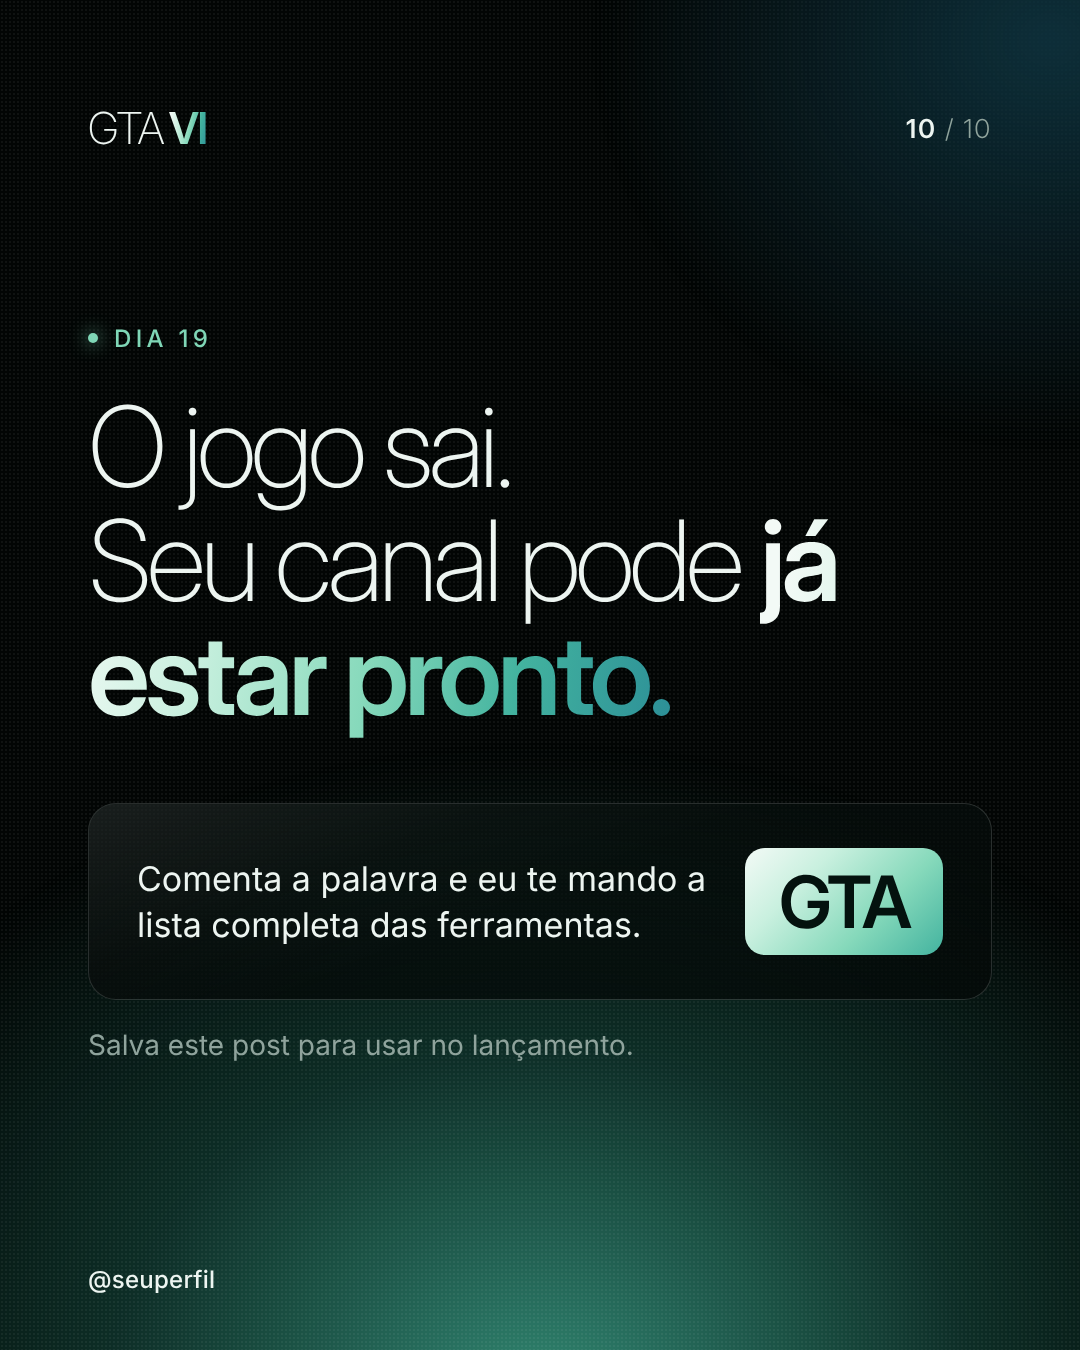 GTA VI
10 / 10
DIA 19
O jogo sai.
Seu canal pode já
estar pronto.
Comenta a palavra e eu te mando a
lista completa das ferramentas.
GTA
Salva este post para usar no lançamento.
@seuperfil